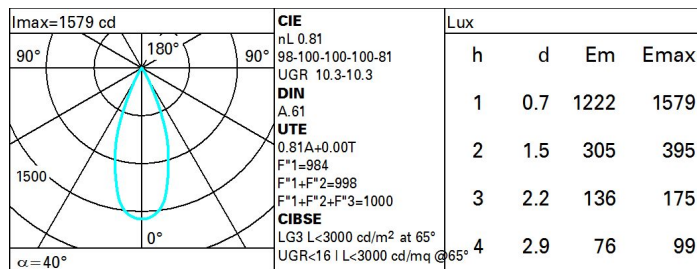 Imax=1579 cd
90°
180°
90°
1500
0°
α=40°
CIE
nL 0.81
98-100-100-100-81
UGR 10.3-10.3
DIN
A.61
UTE
0.81A+0.00T
F"1=984
F"1+F"2=998
F"1+F"2+F"3=1000
CIBSE
LG3 L<3000 cd/m² at 65°
UGR<16 | L<3000 cd/mq @65°
Lux
h d Em Emax
1 0.7 1222 1579
2 1.5 305 395
3 2.2 136 175
4 2.9 76 99